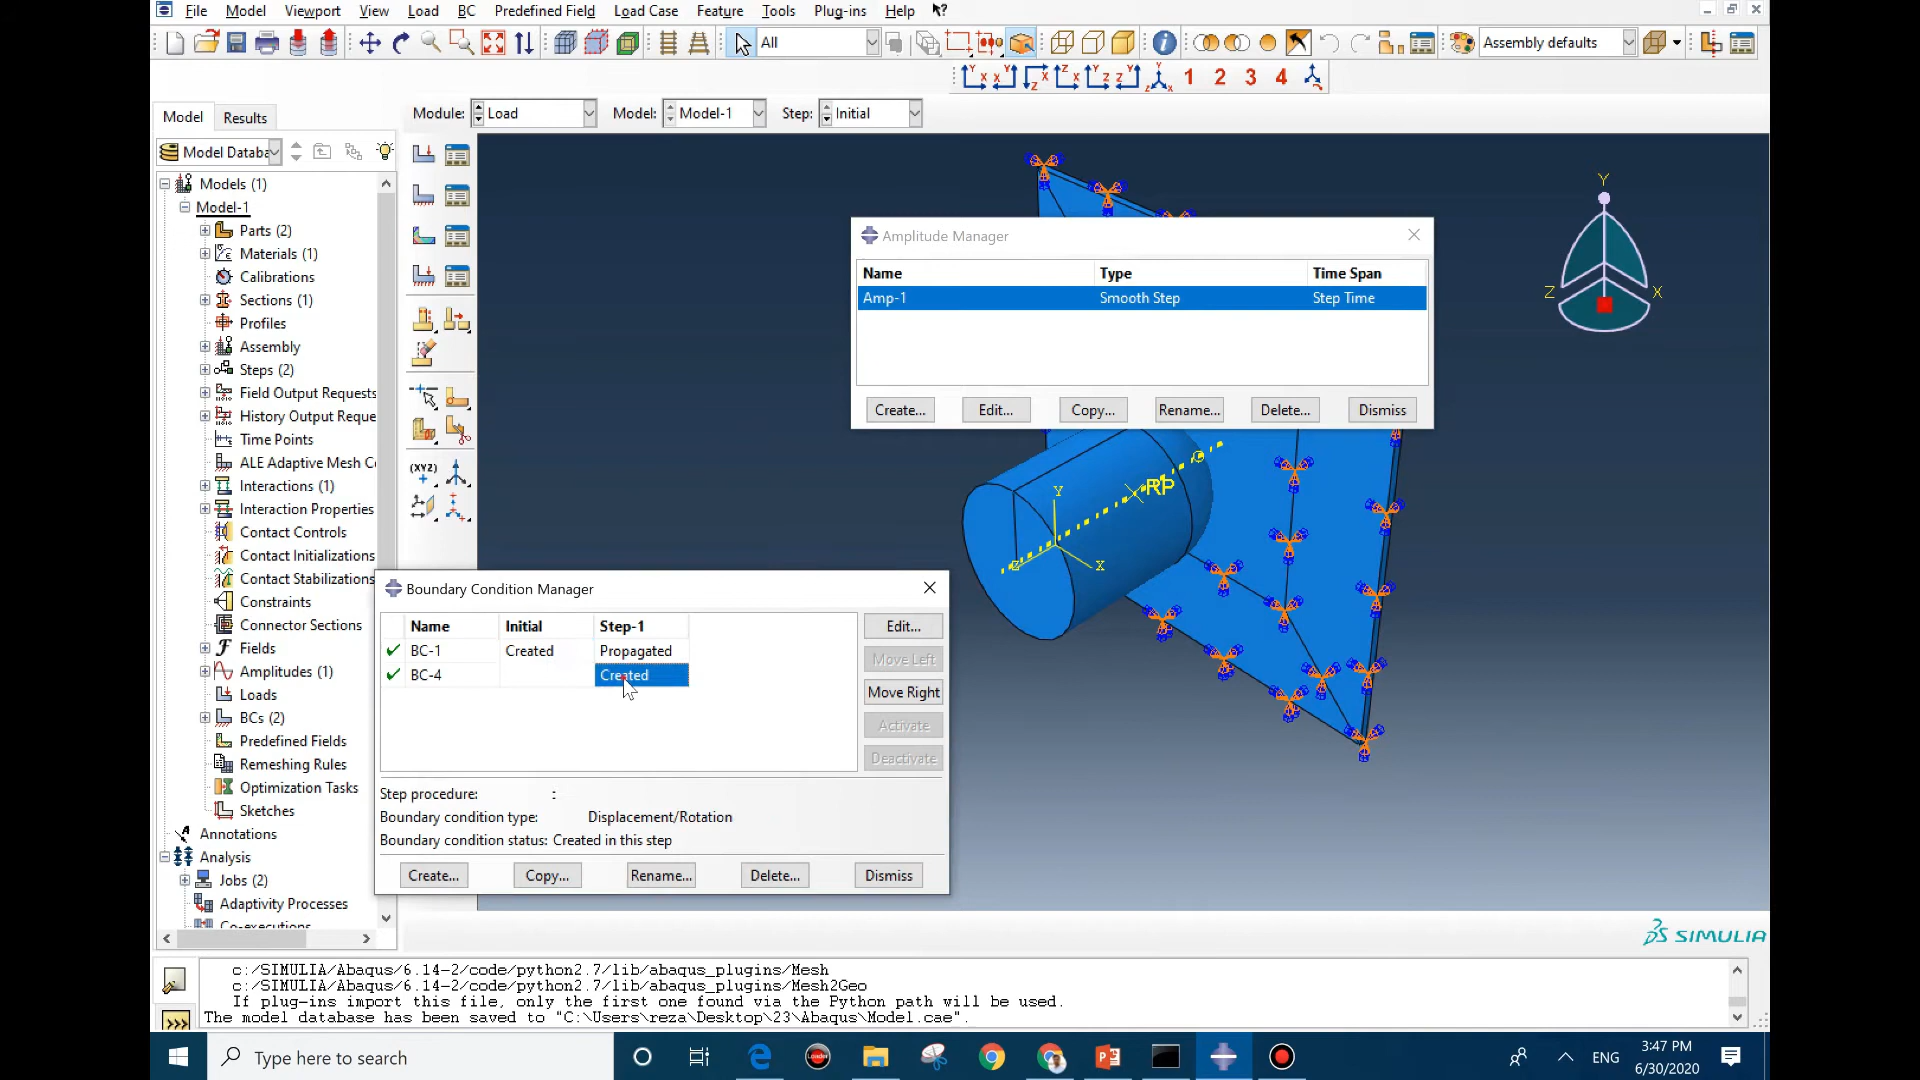 File Model Viewport View Load BC Predefined Field Load Case Feature Tools Plug-ins Help
All
Assembly defaults
1 2 3 4
Model Results
Module: Load Model: Model-1 Step: Initial
Model Databa
Models (1)
Model-1
Parts (2)
Materials (1)
Calibrations
Sections (1)
Profiles
Assembly
Steps (2)
Field Output Requests
History Output Reque
Time Points
ALE Adaptive Mesh Co
Interactions (1)
Interaction Properties
Contact Controls
Contact Initializations
Contact Stabilizations
Constraints
Connector Sections
Fields
Amplitudes (1)
Loads
BCs (2)
Predefined Fields
Remeshing Rules
Optimization Tasks
Sketches
Annotations
Analysis
Jobs (2)
Adaptivity Processes
Co-executions
(XYZ)
Amplitude Manager
Name Type Time Span
Amp-1 Smooth Step Step Time
Create... Edit... Copy... Rename... Delete... Dismiss
Y
Z X
RP
Y
X
Boundary Condition Manager
Name Initial Step-1
BC-1 Created Propagated
BC-4 Created
Edit...
Move Left
Move Right
Activate
Deactivate
Step procedure: :
Boundary condition type: Displacement/Rotation
Boundary condition status: Created in this step
Create... Copy... Rename... Delete... Dismiss
SIMULIA
c:/SIMULIA/Abaqus/6.14-2/code/python2.7/lib/abaqus_plugins/Mesh
c:/SIMULIA/Abaqus/6.14-2/code/python2.7/lib/abaqus_plugins/Mesh2Geo
If plug-ins import this file, only the first one found via the Python path will be used.
The model database has been saved to "C:\Users\reza\Desktop\23\Abaqus\Model.cae".
>>>
Type here to search
ENG
3:47 PM
6/30/2020